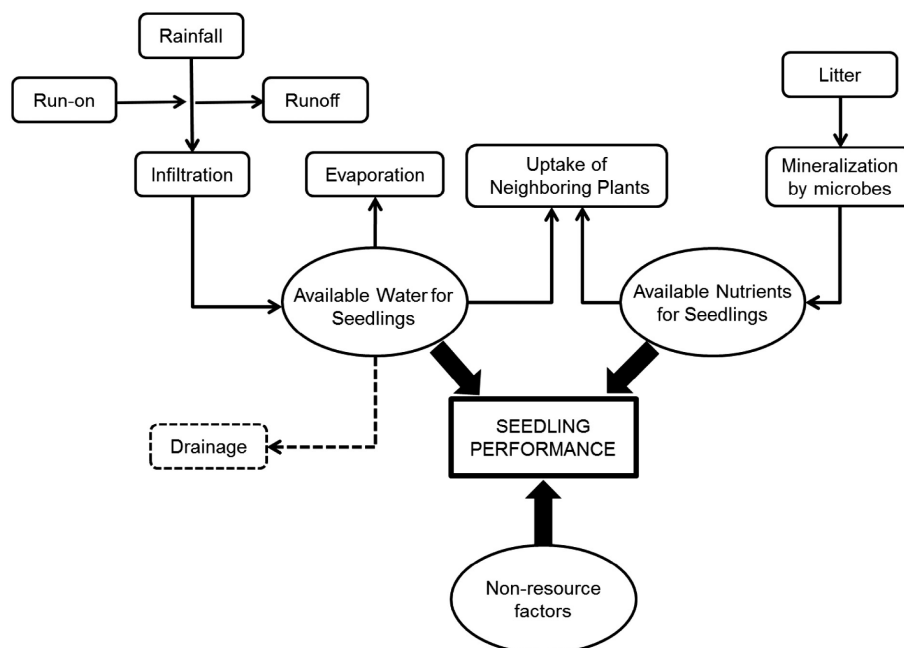 Rainfall
Run-on
Runoff
Litter
Infiltration
Evaporation
Uptake of
Neighboring Plants
Mineralization
by microbes
Available Water for
Seedlings
Available Nutrients
for Seedlings
Drainage
SEEDLING
PERFORMANCE
Non-resource
factors